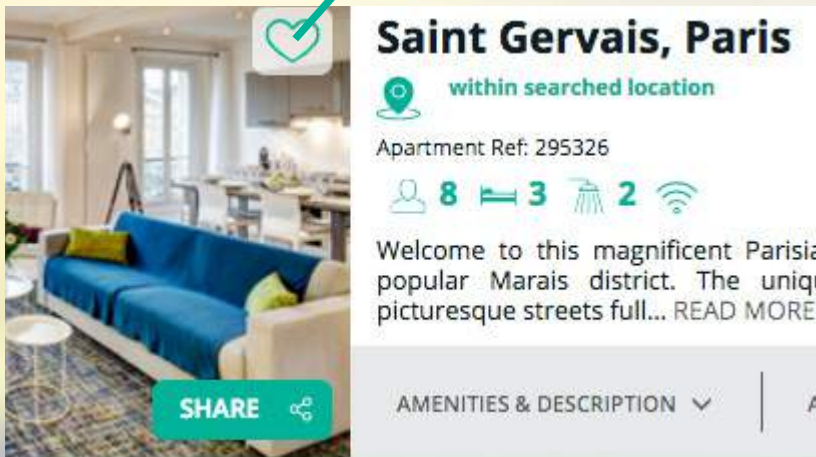 Saint Gervais, Paris
within searched location
Apartment Ref: 295326
8 3 2
Welcome to this magnificent Parisia
popular Marais district. The uniqu
picturesque streets full... READ MORE
SHARE
AMENITIES & DESCRIPTION A